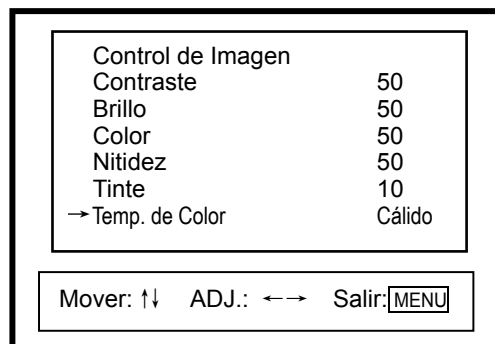 Control de Imagen
Contraste 50
Brillo 50
Color 50
Nitidez 50
Tinte 10
→Temp. de Color Cálido
Mover: ↑↓ ADJ.: ←→ Salir: MENU